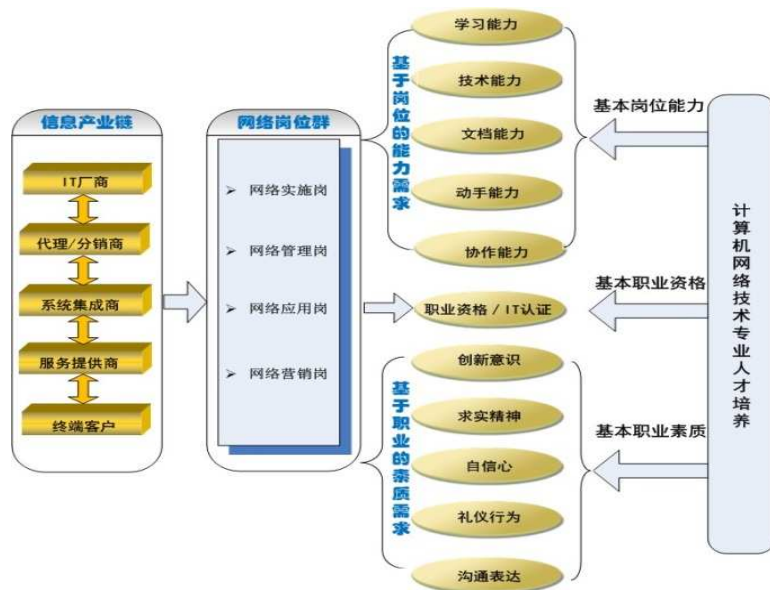 信息产业链
IT厂商
代理/分销商
系统集成商
服务提供商
终端客户
网络岗位群
网络实施岗
网络管理岗
网络应用岗
网络营销岗
基于岗位的能力需求
学习能力
技术能力
文档能力
动手能力
协作能力
职业资格 / IT认证
基于职业的素质需求
创新意识
求实精神
自信心
礼仪行为
沟通表达
基本岗位能力
基本职业资格
基本职业素质
计算机网络技术专业人才培养